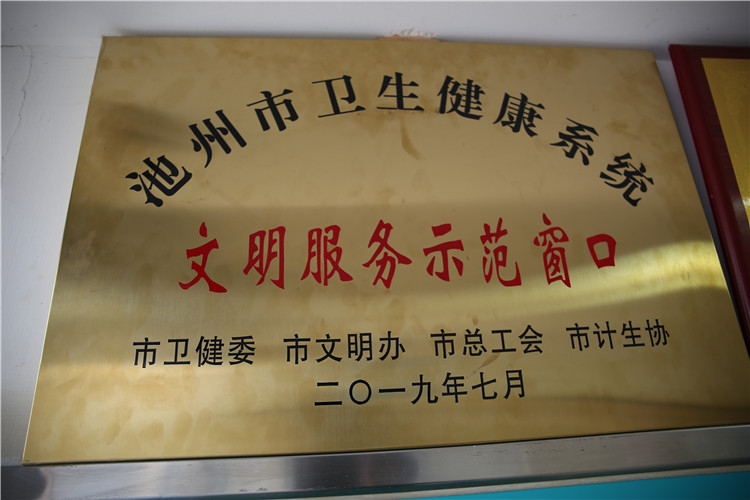 池州市卫生健康系统
文明服务示范窗口
市卫健委 市文明办 市总工会 市计生协
二〇一九年七月